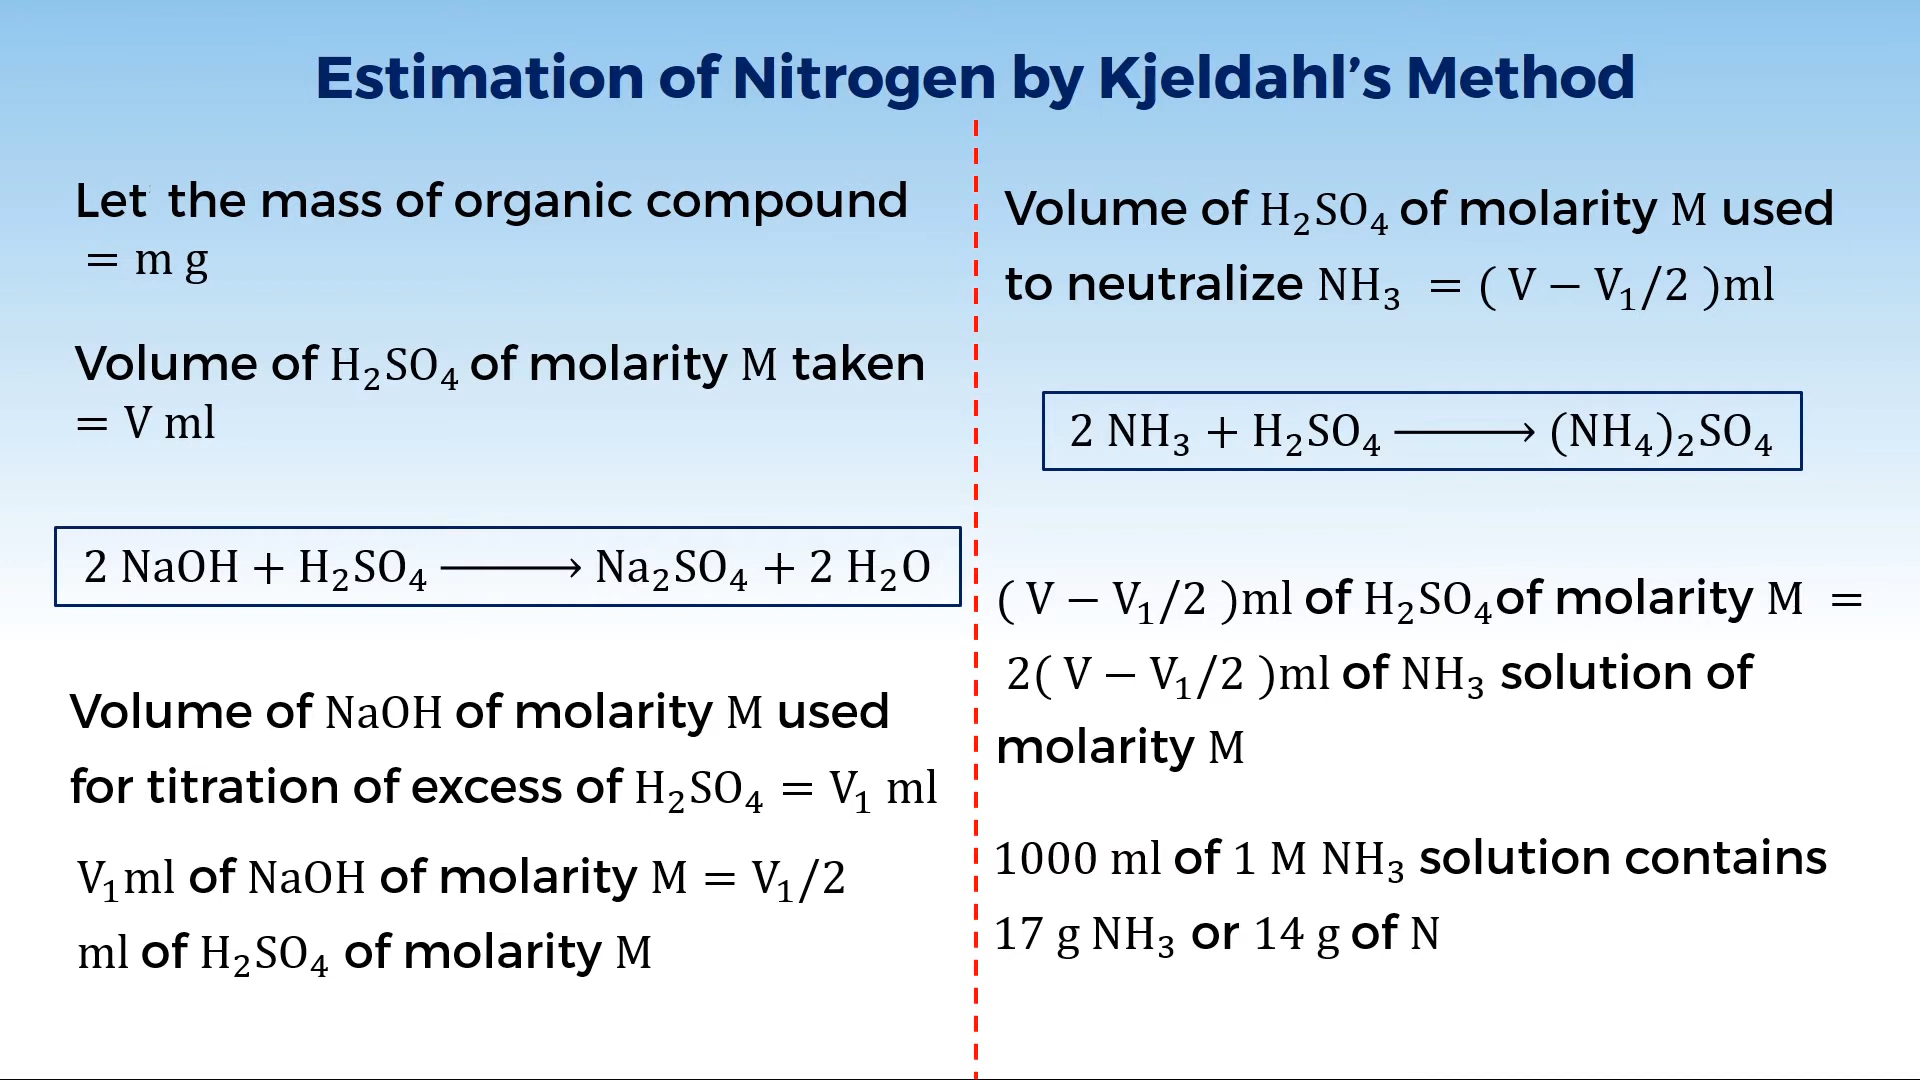 Estimation of Nitrogen by Kjeldahl’s Method
Let the mass of organic compound
= m g
Volume of H₂SO₄ of molarity M taken
= V ml
2 NaOH + H₂SO₄ ⟶ Na₂SO₄ + 2 H₂O
Volume of NaOH of molarity M used
for titration of excess of H₂SO₄ = V₁ ml
V₁ml of NaOH of molarity M = V₁/2
ml of H₂SO₄ of molarity M
Volume of H₂SO₄ of molarity M used
to neutralize NH₃ = ( V − V₁/2 )ml
2 NH₃ + H₂SO₄ ⟶ (NH₄)₂SO₄
( V − V₁/2 )ml of H₂SO₄of molarity M =
2( V − V₁/2 )ml of NH₃ solution of
molarity M
1000 ml of 1 M NH₃ solution contains
17 g NH₃ or 14 g of N